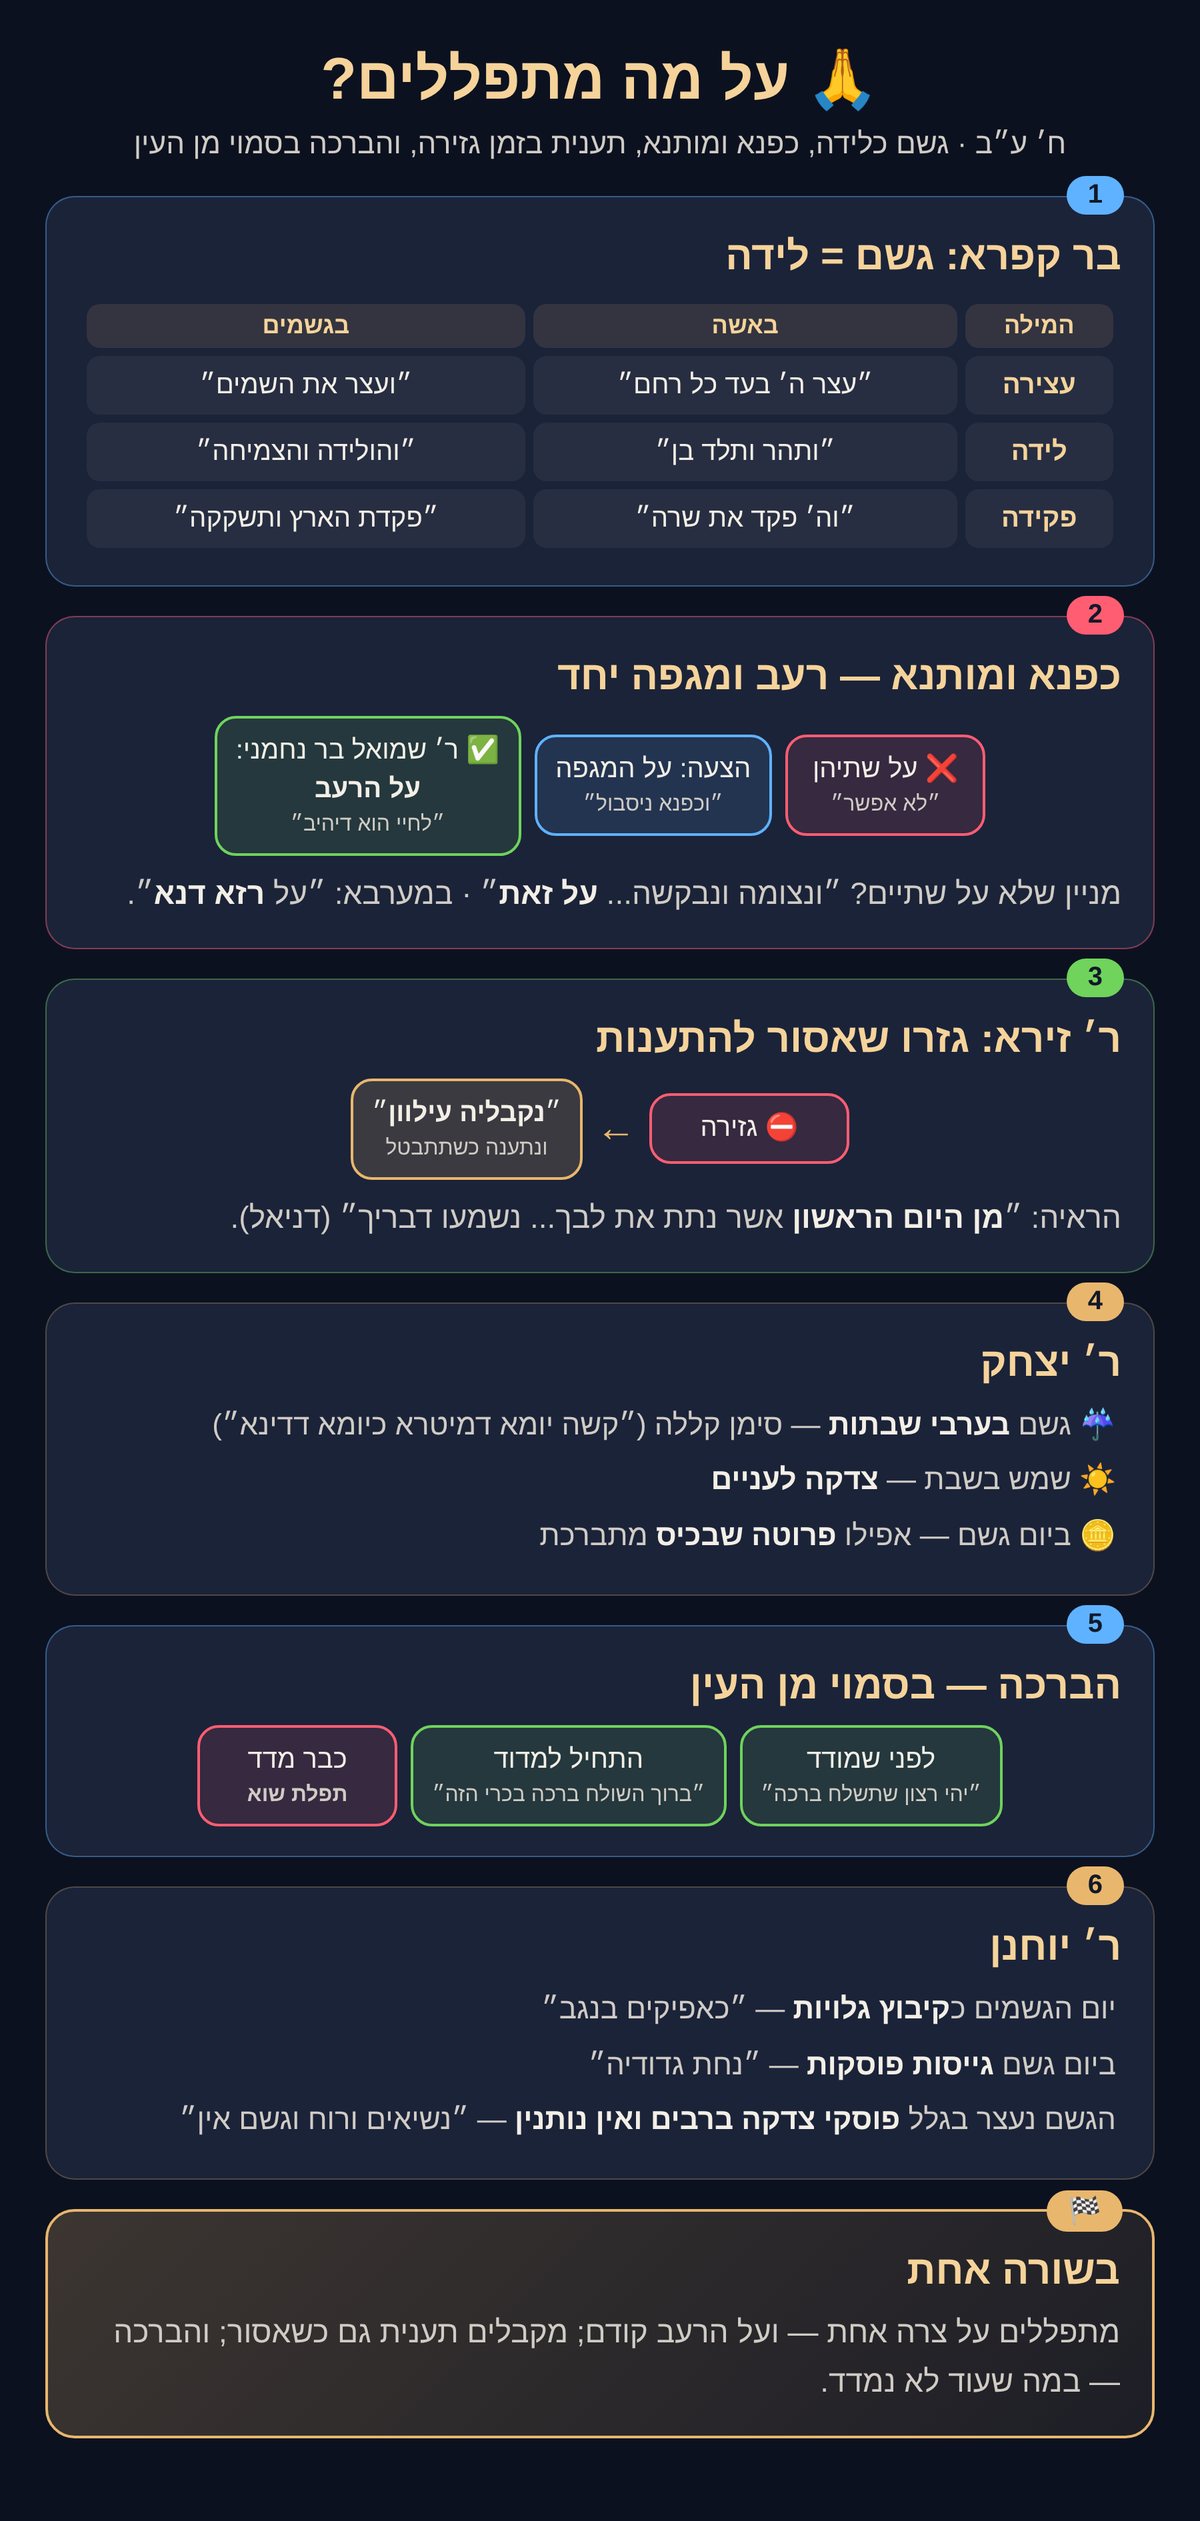 🙏 על מה מתפללים?
ח׳ ע״ב · גשם כלידה, כפנא ומותנא, תענית בזמן גזירה, והברכה בסמוי מן העין
1
בר קפרא: גשם = לידה
המילה באשה בגשמים
עצירה ״עצר ה׳ בעד כל רחם״ ״ועצר את השמים״
לידה ״ותהר ותלד בן״ ״והולידה והצמיחה״
פקידה ״וה׳ פקד את שרה״ ״פקדת הארץ ותשקקה״
2
כפנא ומותנא — רעב ומגפה יחד
❌ על שתיהן
״לא אפשר״
הצעה: על המגפה
״וכפנא ניסבול״
✅ ר׳ שמואל בר נחמני:
על הרעב
״לחיי הוא דיהיב״
מניין שלא על שתיים? ״ונצומה ונבקשה... על זאת״ · במערבא: ״על רזא דנא״.
3
ר׳ זירא: גזרו שאסור להתענות
⛔ גזירה
←
״נקבליה עילוון״
ונתענה כשתתבטל
הראיה: ״מן היום הראשון אשר נתת את לבך... נשמעו דבריך״ (דניאל).
4
ר׳ יצחק
☔ גשם בערבי שבתות — סימן קללה (״קשה יומא דמיטרא כיומא דדינא״)
☀️ שמש בשבת — צדקה לעניים
🪙 ביום גשם — אפילו פרוטה שבכיס מתברכת
5
הברכה — בסמוי מן העין
לפני שמודד
״יהי רצון שתשלח ברכה״
התחיל למדוד
״ברוך השולח ברכה בכרי הזה״
כבר מדד
תפלת שוא
6
ר׳ יוחנן
יום הגשמים כקיבוץ גלויות — ״כאפיקים בנגב״
ביום גשם גייסות פוסקות — ״נחת גדודיה״
הגשם נעצר בגלל פוסקי צדקה ברבים ואין נותנין — ״נשיאים ורוח וגשם אין״
🏁
בשורה אחת
מתפללים על צרה אחת — ועל הרעב קודם; מקבלים תענית גם כשאסור; והברכה
— במה שעוד לא נמדד.